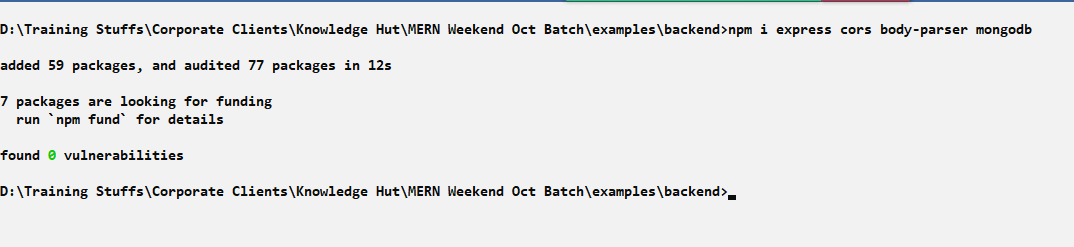 D:\Training Stuffs\Corporate Clients\Knowledge Hut\MERN Weekend Oct Batch\examples\backend>npm i express cors body-parser mongodb
added 59 packages, and audited 77 packages in 12s
7 packages are looking for funding
  run `npm fund` for details
found 0 vulnerabilities
D:\Training Stuffs\Corporate Clients\Knowledge Hut\MERN Weekend Oct Batch\examples\backend>